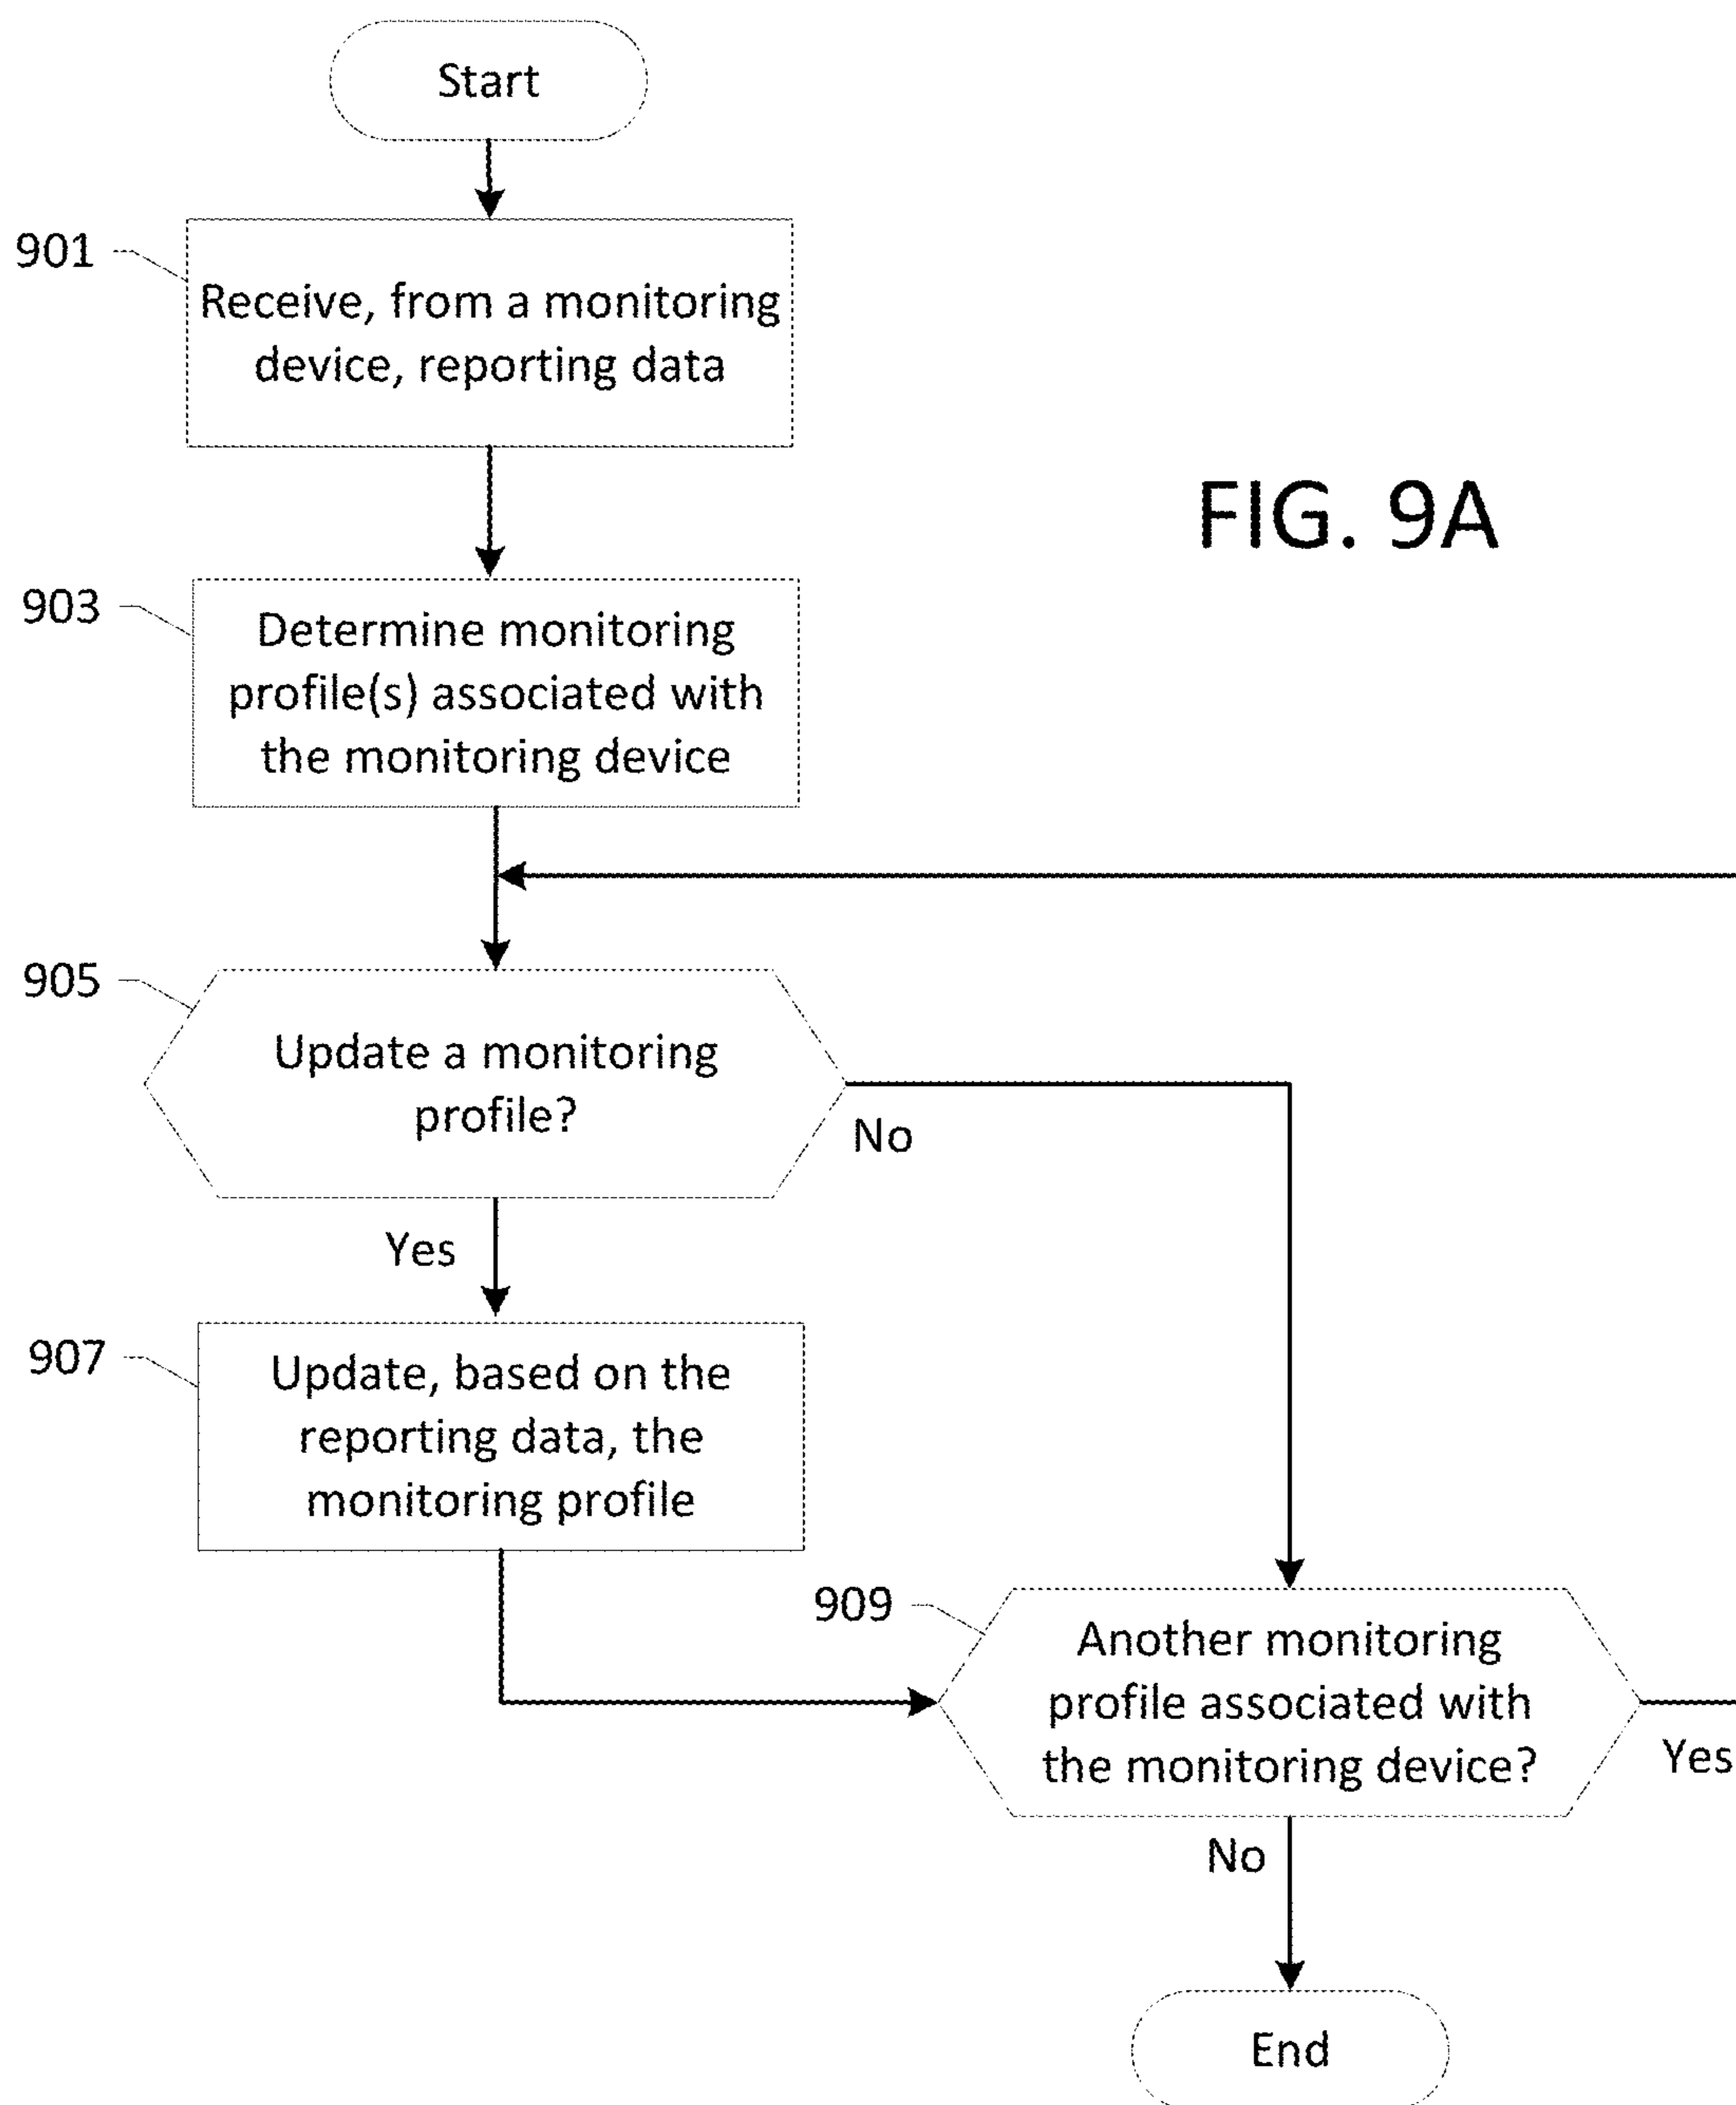 Start
901
Receive, from a monitoring
device, reporting data
FIG. 9A
903
Determine monitoring
profile(s) associated with
the monitoring device
905
Update a monitoring
profile?
No
Yes
907
Update, based on the
reporting data, the
monitoring profile
909
Another monitoring
profile associated with
the monitoring device?
Yes
No
End